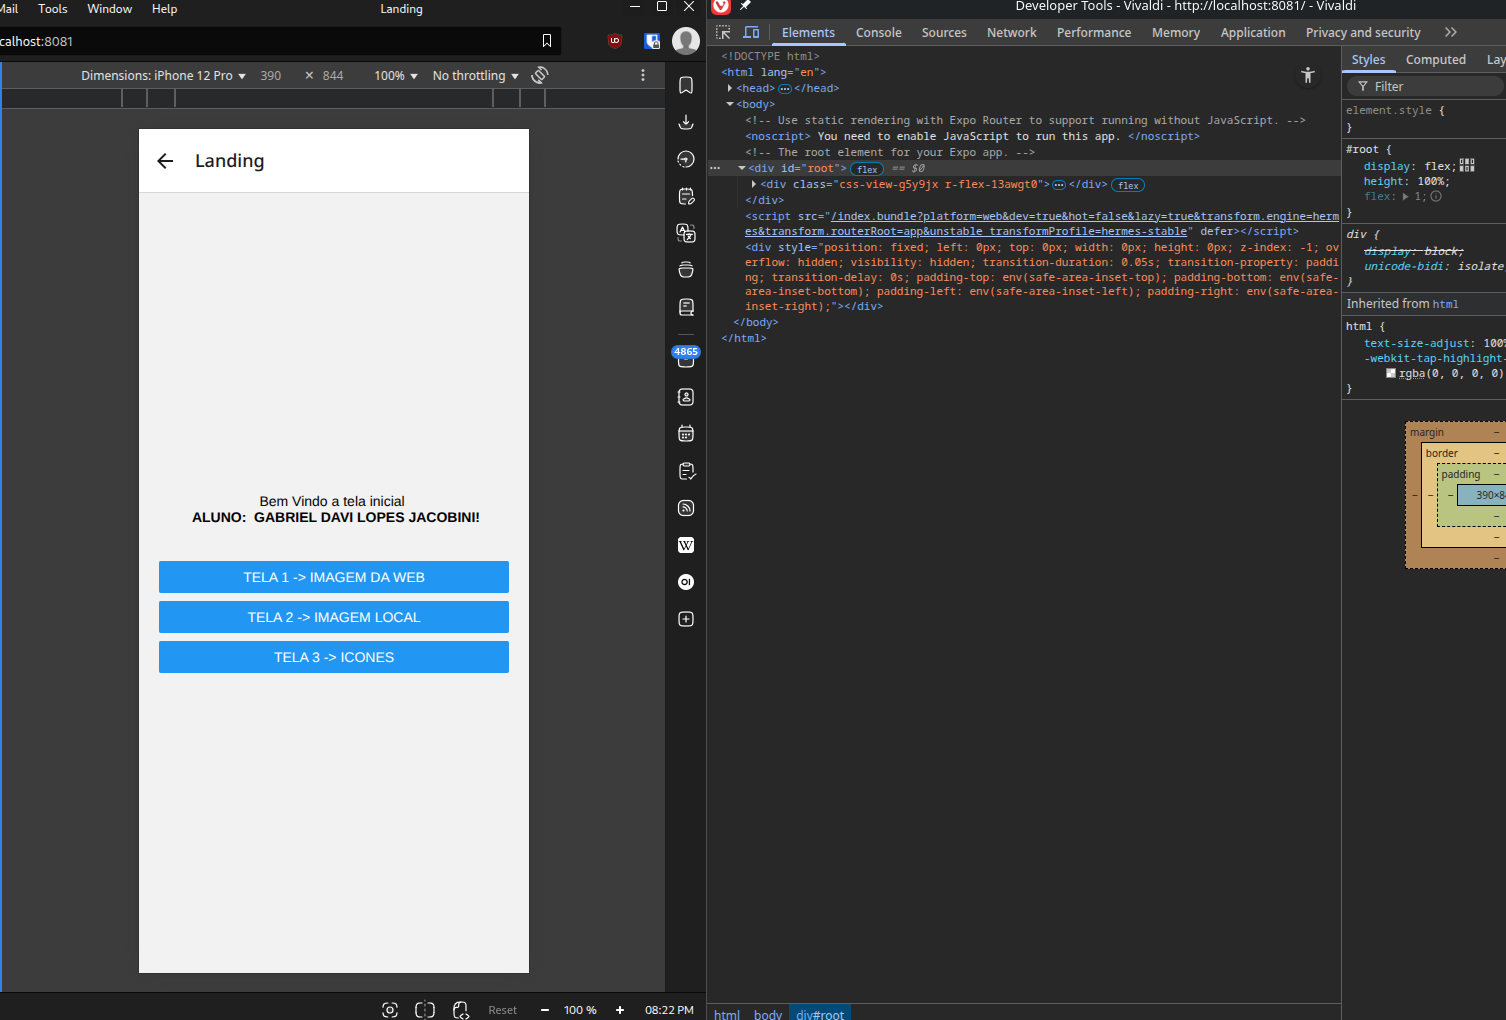 Mail Tools Window Help Landing
calhost:8081
Dimensions: iPhone 12 Pro 390 × 844 100% No throttling
Landing
Bem Vindo a tela inicial
ALUNO: GABRIEL DAVI LOPES JACOBINI!
TELA 1 -> IMAGEM DA WEB
TELA 2 -> IMAGEM LOCAL
TELA 3 -> ICONES
4865
W
Reset 100 % 08:22 PM
Developer Tools - Vivaldi - http://localhost:8081/ - Vivaldi
Elements Console Sources Network Performance Memory Application Privacy and security
<!DOCTYPE html>
<html lang="en">
<head> </head>
<body>
<!-- Use static rendering with Expo Router to support running without JavaScript. -->
<noscript> You need to enable JavaScript to run this app. </noscript>
<!-- The root element for your Expo app. -->
<div id="root"> flex == $0
<div class="css-view-g5y9jx r-flex-13awgt0"> </div> flex
</div>
<script src="/index.bundle?platform=web&dev=true&hot=false&lazy=true&transform.engine=herm
es&transform.routerRoot=app&unstable_transformProfile=hermes-stable" defer></script>
<div style="position: fixed; left: 0px; top: 0px; width: 0px; height: 0px; z-index: -1; ov
erflow: hidden; visibility: hidden; transition-duration: 0.05s; transition-property: paddi
ng; transition-delay: 0s; padding-top: env(safe-area-inset-top); padding-bottom: env(safe-
area-inset-bottom); padding-left: env(safe-area-inset-left); padding-right: env(safe-area-
inset-right);"></div>
</body>
</html>
html body div#root
Styles Computed Lay
Filter
element.style {
}
#root {
display: flex;
height: 100%;
flex: 1;
}
div {
display: block;
unicode-bidi: isolate
}
Inherited from html
html {
text-size-adjust: 100%
-webkit-tap-highlight-
rgba(0, 0, 0, 0)
}
margin –
border –
padding –
– – – 390×8
–
–
–